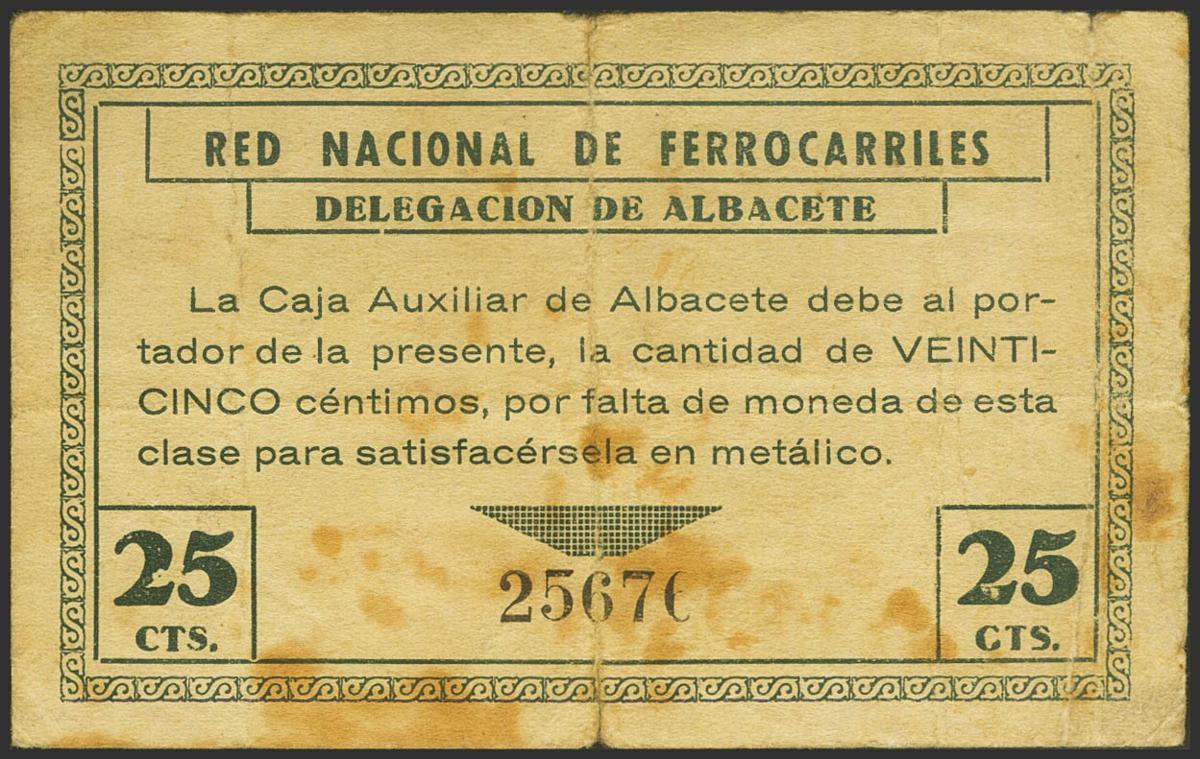 RED NACIONAL DE FERROCARRILES
DELEGACION DE ALBACETE
La Caja Auxiliar de Albacete debe al por-
tador de la presente, la cantidad de VEINTI-
CINCO céntimos, por falta de moneda de esta
clase para satisfacérsela en metálico.
25
CTS.
25
CTS.